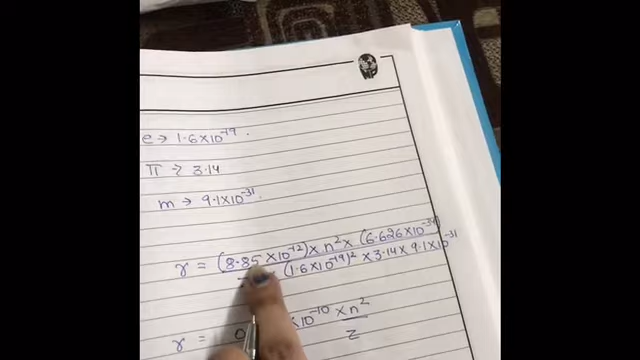 e → 1.6×10⁻¹⁹.
π → 3.14
m → 9.1×10⁻³¹.
r = (8.85×10⁻¹²)×n²×(6.626×10⁻³⁴)
(1.6×10⁻¹⁹)²×3.14×9.1×10⁻³¹
r = 0 ×10⁻¹⁰ × n²
z